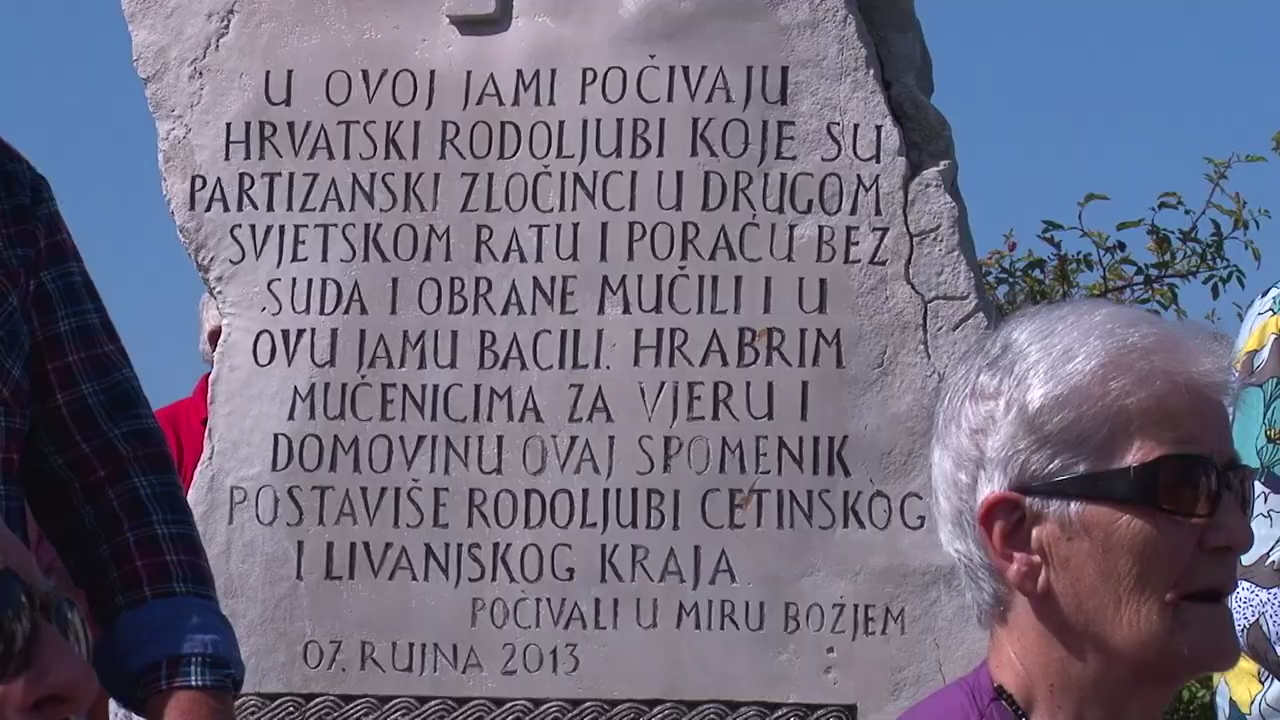 U OVOJ JAMI POČIVAJU
HRVATSKI RODOLJUBI KOJE SU
PARTIZANSKI ZLOČINCI U DRUGOM
SVJETSKOM RATU I PORAĆU BEZ
SUDA I OBRANE MUČILI I U
OVU JAMU BACILI. HRABRIM
MUČENICIMA ZA VJERU I
DOMOVINU OVAJ SPOMENIK
POSTAVIŠE RODOLJUBI CETINSKOG
I LIVANJSKOG KRAJA.
POČIVALI U MIRU BOŽJEM
07. RUJNA 2013